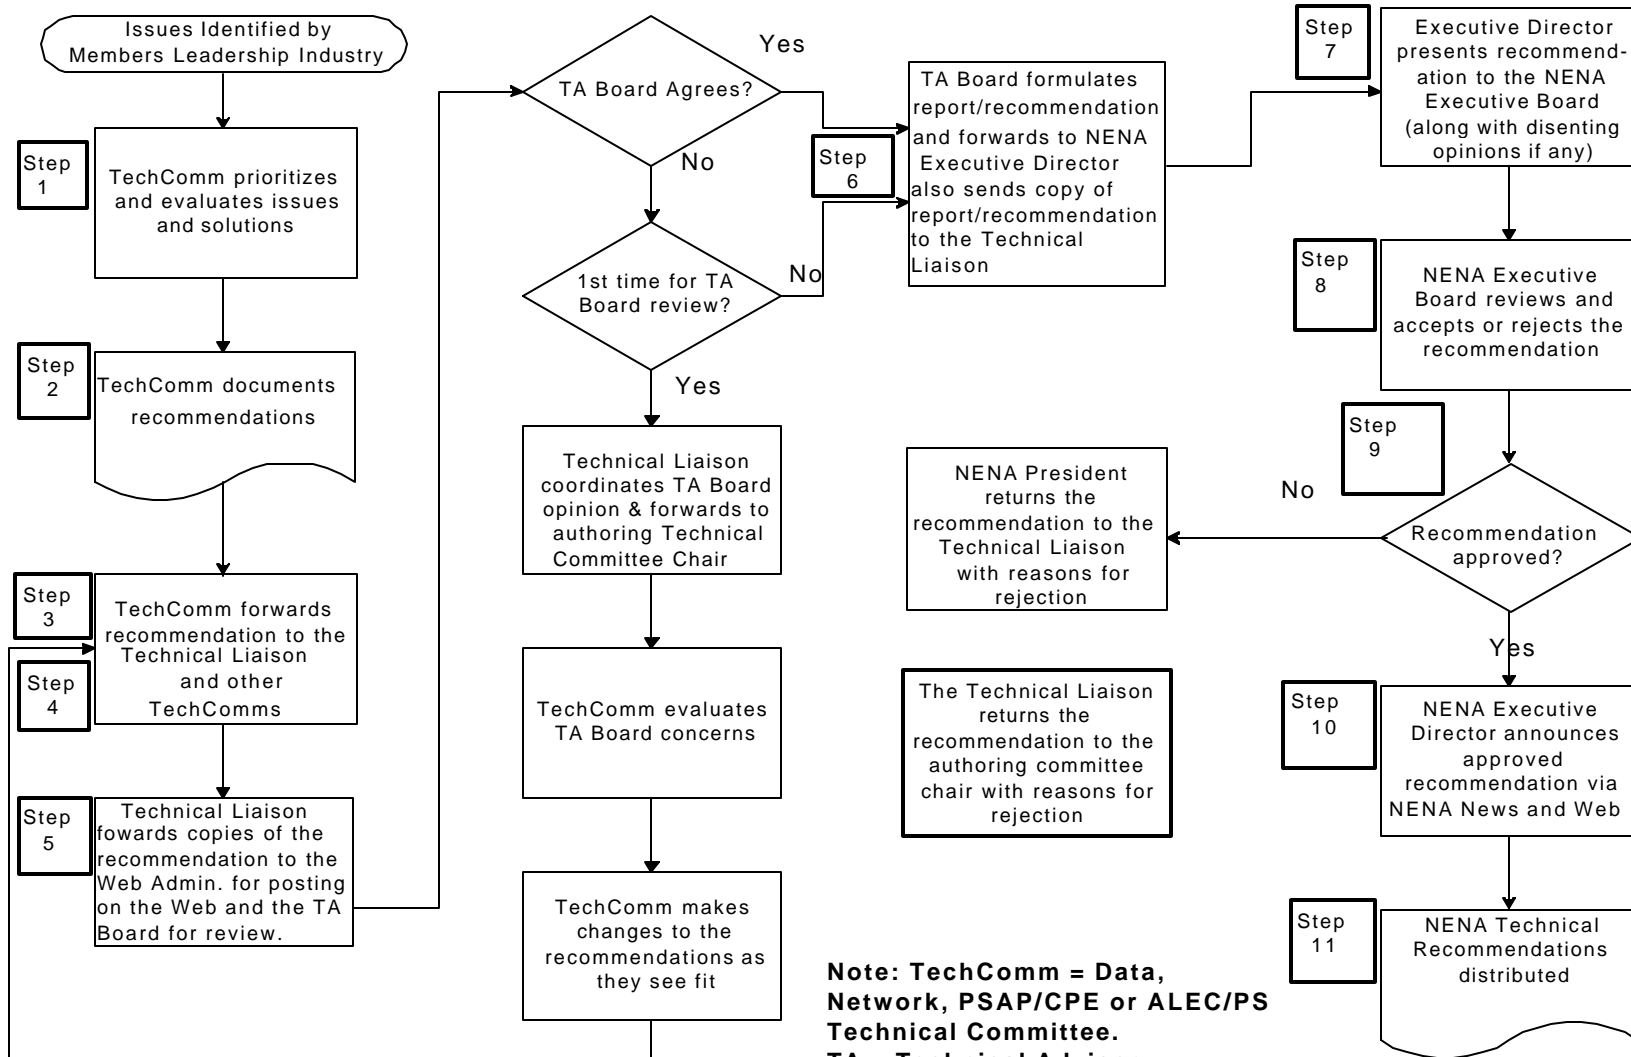 Issues Identified by
Members Leadership Industry
Step
1
TechComm prioritizes
and evaluates issues
and solutions
Step
2
TechComm documents
recommendations
Step
3
Step
4
TechComm forwards
recommendation to the
Technical Liaison
and other
TechComms
Step
5
Technical Liaison
fowards copies of the
recommendation to the
Web Admin. for posting
on the Web and the TA
Board for review.
TA Board Agrees?
Yes
No
1st time for TA
Board review?
No
Yes
Technical Liaison
coordinates TA Board
opinion & forwards to
authoring Technical
Committee Chair
TechComm evaluates
TA Board concerns
TechComm makes
changes to the
recommendations as
they see fit
Step
6
TA Board formulates
report/recommendation
and forwards to NENA
Executive Director
also sends copy of
report/recommendation
to the Technical
Liaison
Step
7
Executive Director
presents recommend-
ation to the NENA
Executive Board
(along with disenting
opinions if any)
Step
8
NENA Executive
Board reviews and
accepts or rejects the
recommendation
Step
9
Recommendation
approved?
No
Yes
NENA President
returns the
recommendation to the
Technical Liaison
with reasons for
rejection
The Technical Liaison
returns the
recommendation to the
authoring committee
chair with reasons for
rejection
Step
10
NENA Executive
Director announces
approved
recommendation via
NENA News and Web
Step
11
NENA Technical
Recommendations
distributed
Note: TechComm = Data,
Network, PSAP/CPE or ALEC/PS
Technical Committee.